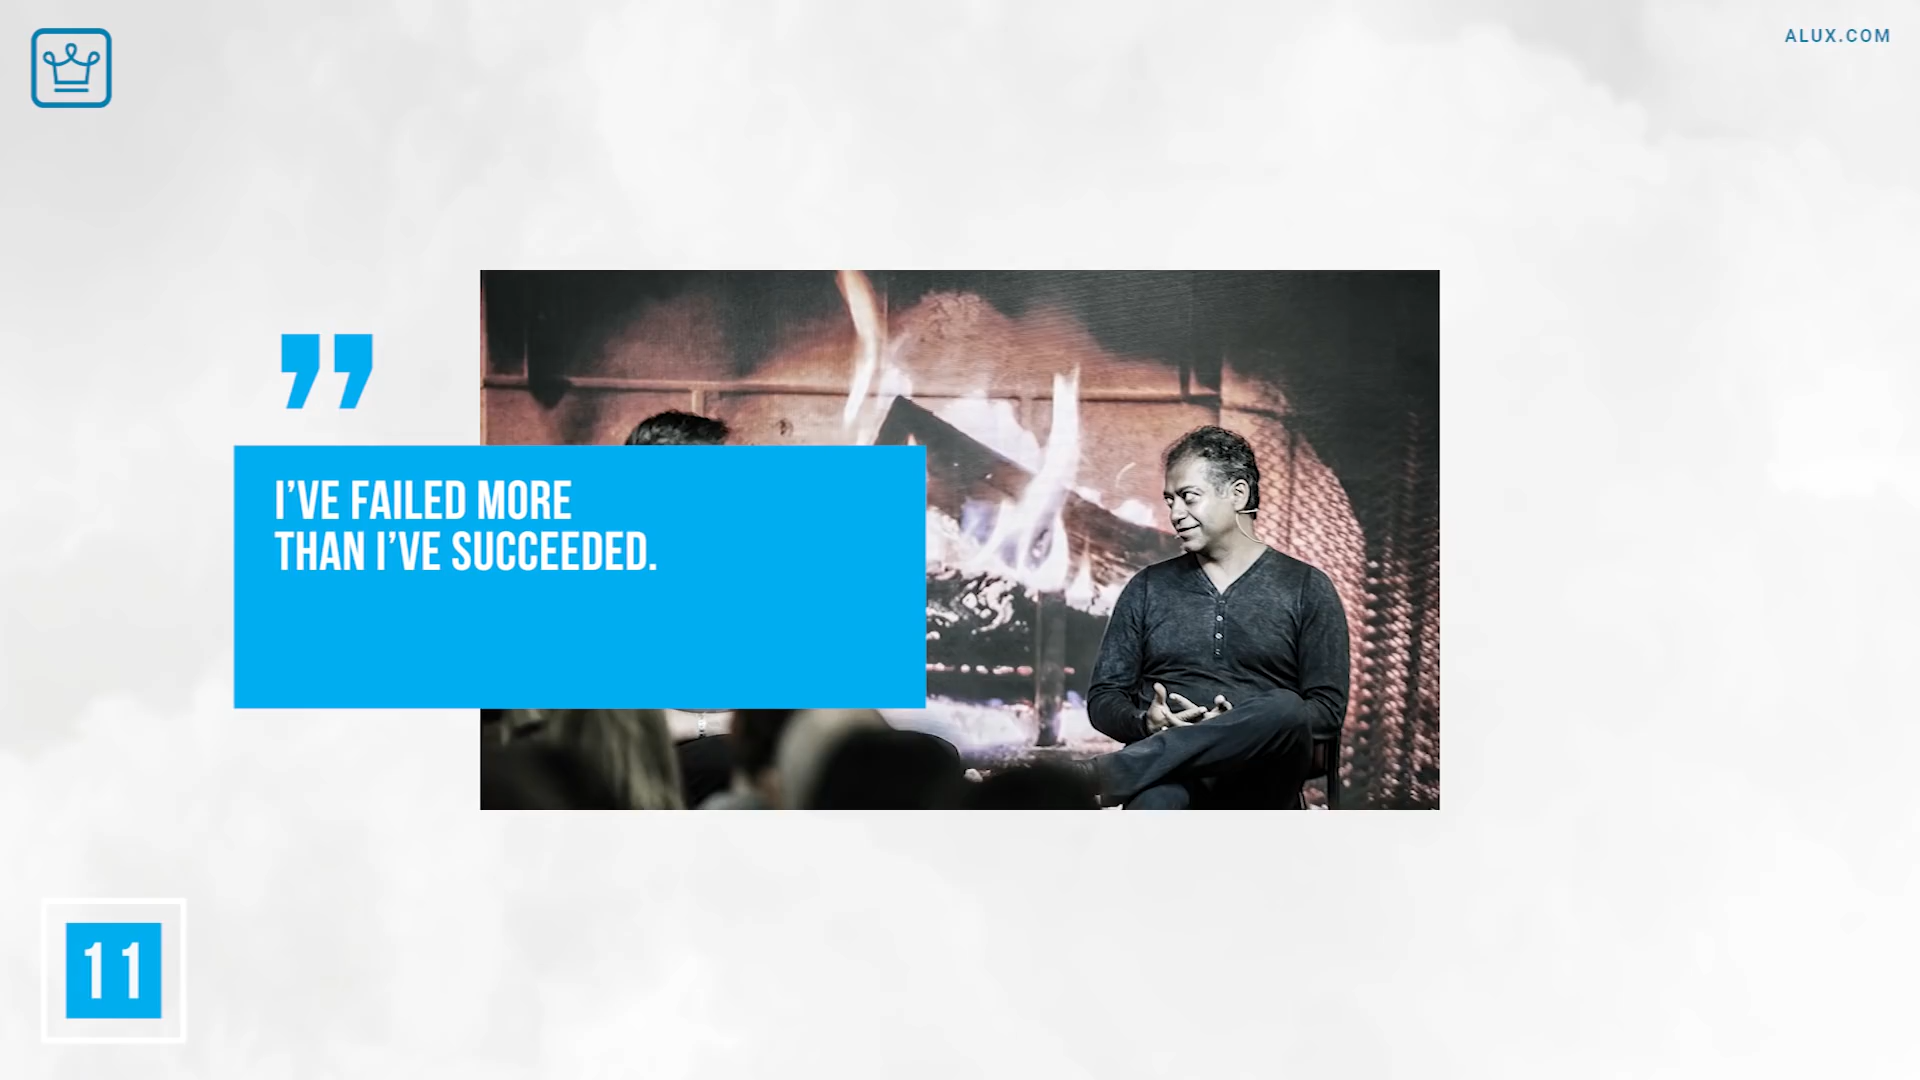 ALUX.COM
”
I’VE FAILED MORE
THAN I’VE SUCCEEDED.
11